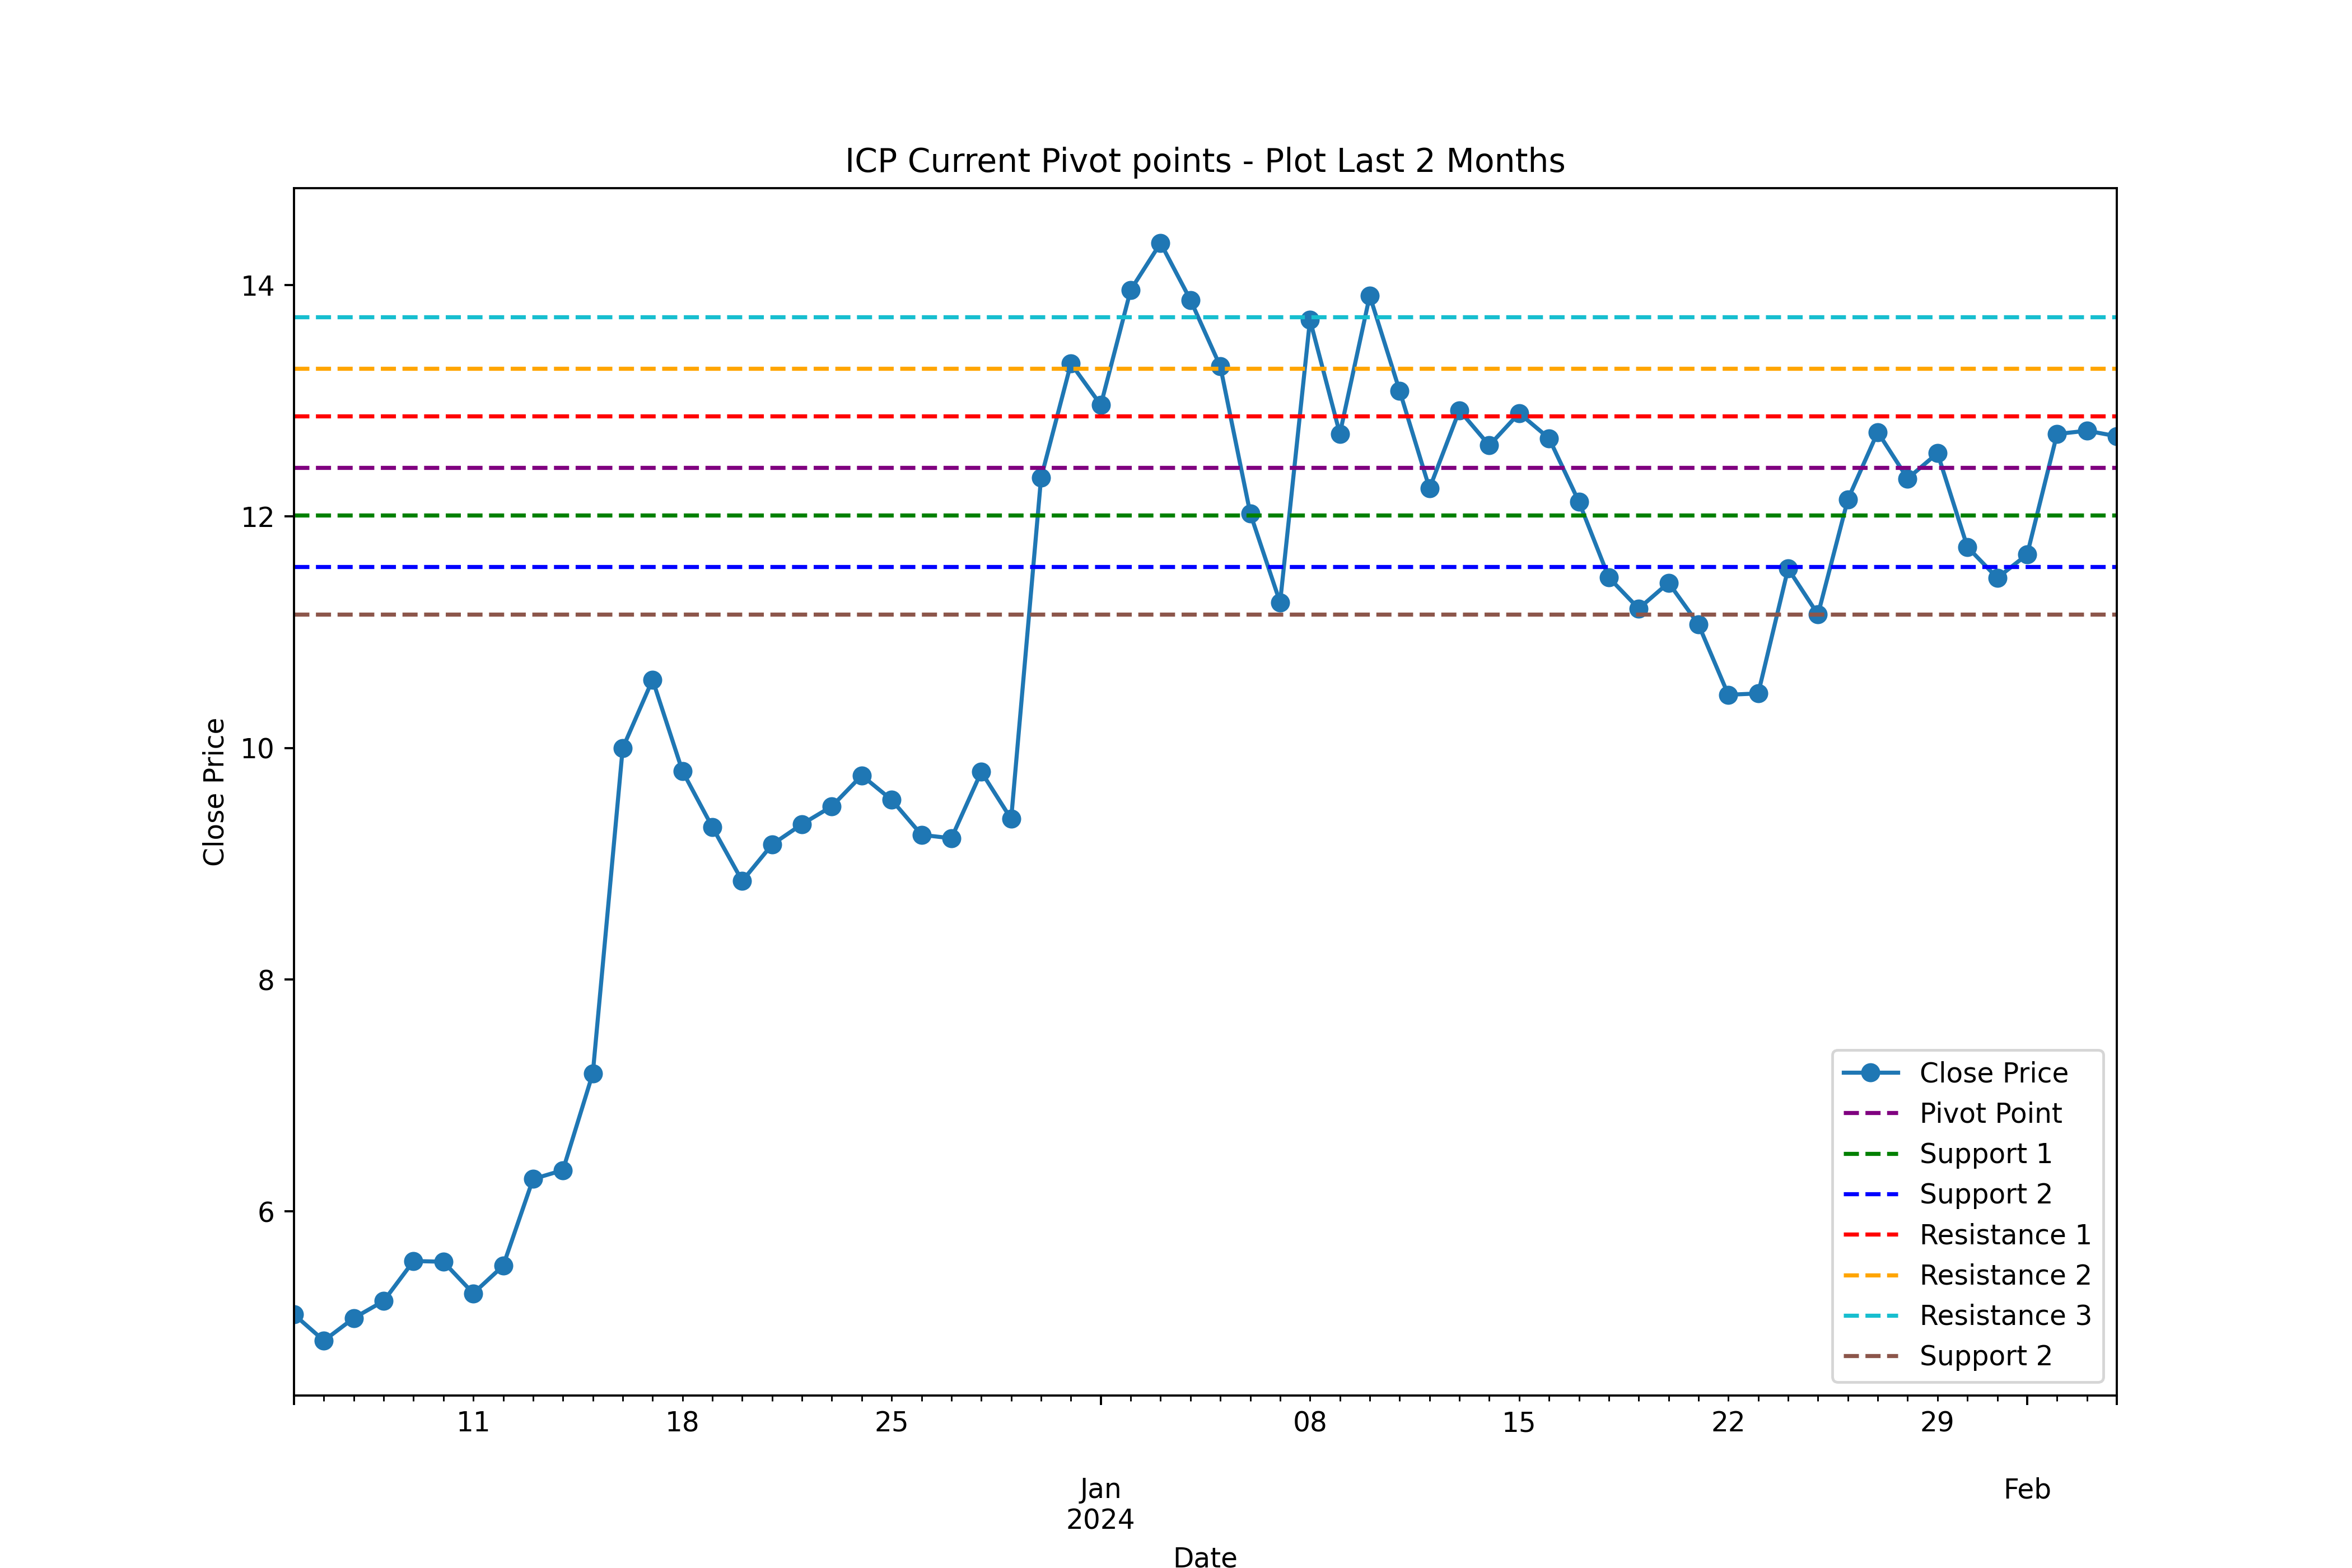 ICP Current Pivot points - Plot Last 2 Months
14
12
10
8
6
Close Price
Close Price
Pivot Point
Support 1
Support 2
Resistance 1
Resistance 2
Resistance 3
Support 2
11 18 25 08 15 22 29
Jan Feb
2024
Date